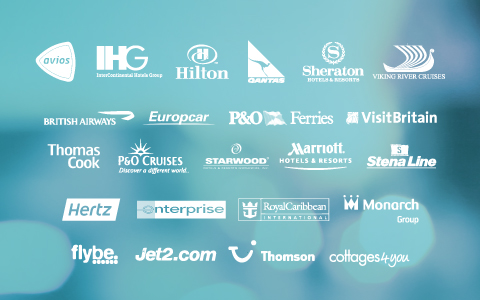 avios
IHG
InterContinental Hotels Group
Hilton
QANTAS
Sheraton
HOTELS & RESORTS
VIKING RIVER CRUISES
BRITISH AIRWAYS
Europcar
P&O Ferries
VisitBritain
Thomas
Cook
P&O CRUISES
Discover a different world.
STARWOOD
Marriott
HOTELS & RESORTS
S
Stena Line
Hertz
enterprise
RoyalCaribbean
INTERNATIONAL
Monarch
Group
flybe.
Jet2.com
Thomson
cottages4you